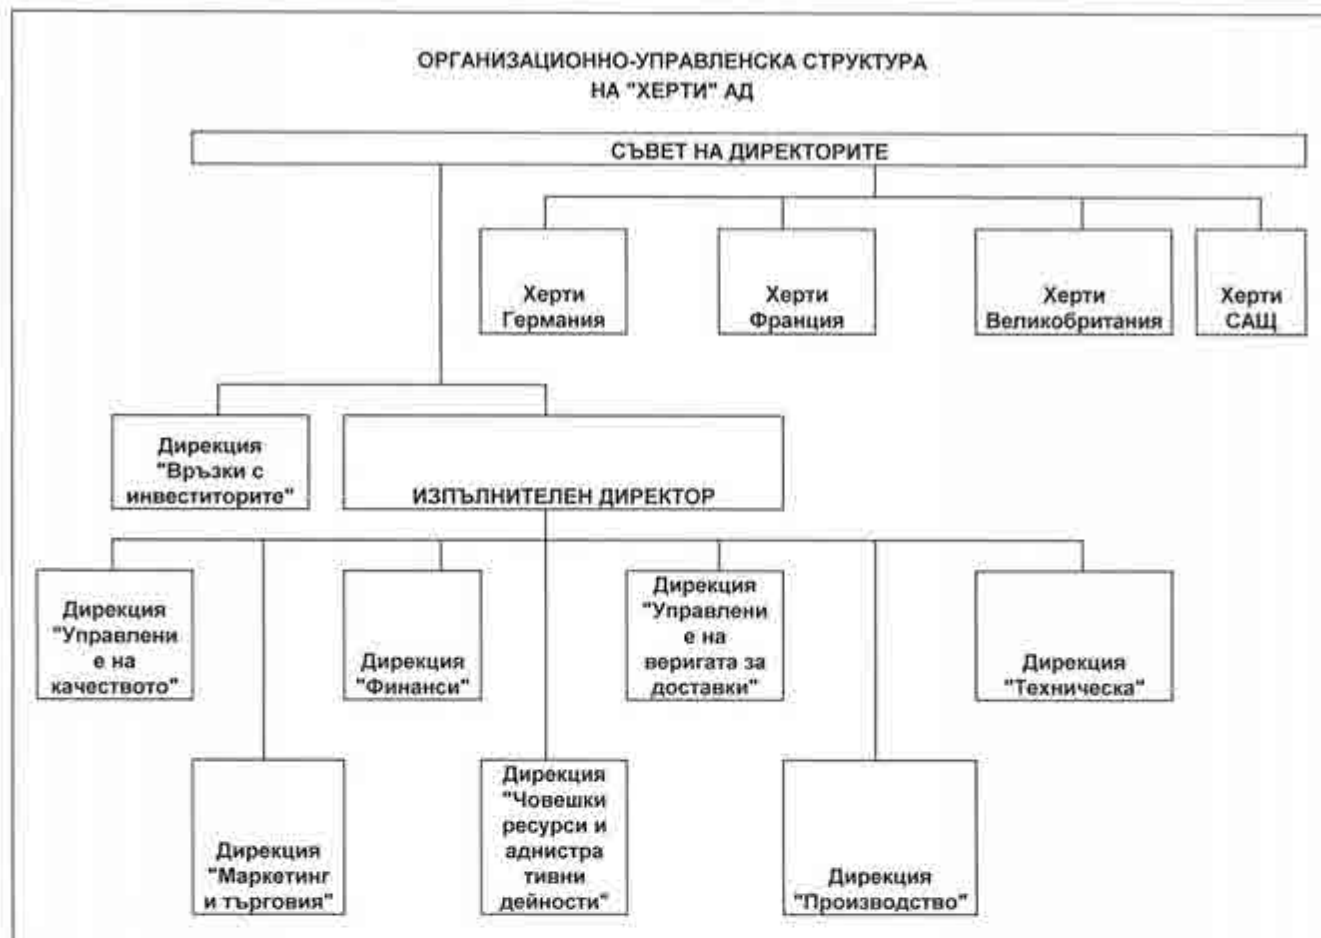 ОРГАНИЗАЦИОННО-УПРАВЛЕНСКА СТРУКТУРА
НА "ХЕРТИ" АД
СЪВЕТ НА ДИРЕКТОРИТЕ
Херти
Германия
Херти
Франция
Херти
Великобритания
Херти
САЩ
Дирекция
"Връзки с
инвеститорите"
ИЗПЪЛНИТЕЛЕН ДИРЕКТОР
Дирекция
"Управлени
е на
качеството"
Дирекция
"Финанси"
Дирекция
"Управлени
е на
веригата за
доставки"
Дирекция
"Техническа"
Дирекция
"Маркетинг
и търговия"
Дирекция
"Човешки
ресурси и
аднистра
тивни
дейности"
Дирекция
"Производство"